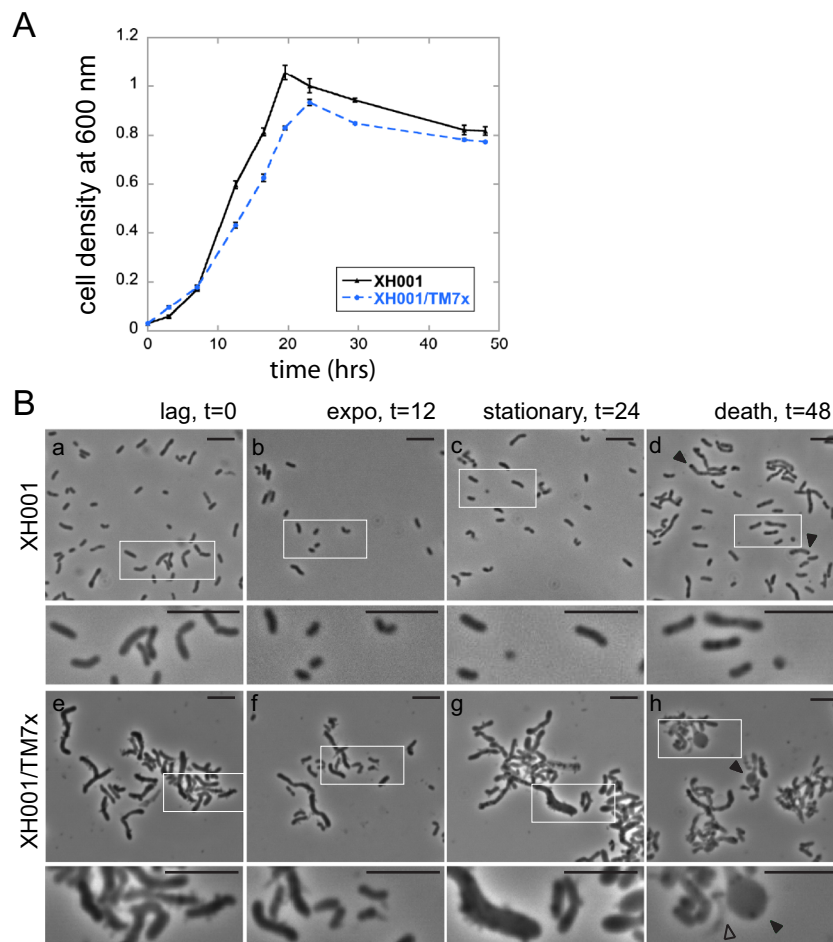 A
1.2
1
0.8
0.6
0.4
0.2
0
cell density at 600 nm
XH001
XH001/TM7x
0 10 20 30 40 50
time (hrs)
B
lag, t=0 expo, t=12 stationary, t=24 death, t=48
XH001
a b c d
XH001/TM7x
e f g h